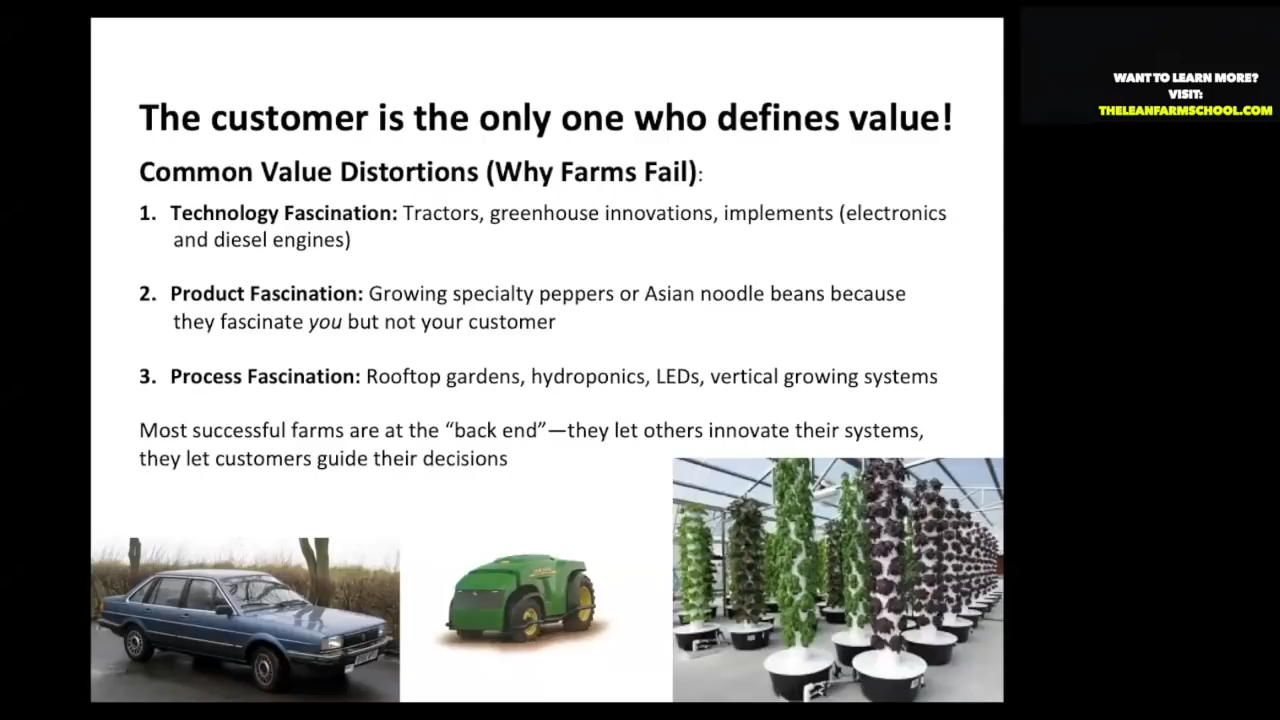 The customer is the only one who defines value!
Common Value Distortions (Why Farms Fail):
1. Technology Fascination: Tractors, greenhouse innovations, implements (electronics
and diesel engines)
2. Product Fascination: Growing specialty peppers or Asian noodle beans because
they fascinate you but not your customer
3. Process Fascination: Rooftop gardens, hydroponics, LEDs, vertical growing systems
Most successful farms are at the “back end”—they let others innovate their systems,
they let customers guide their decisions
WANT TO LEARN MORE?
VISIT:
THELEANFARMSCHOOL.COM